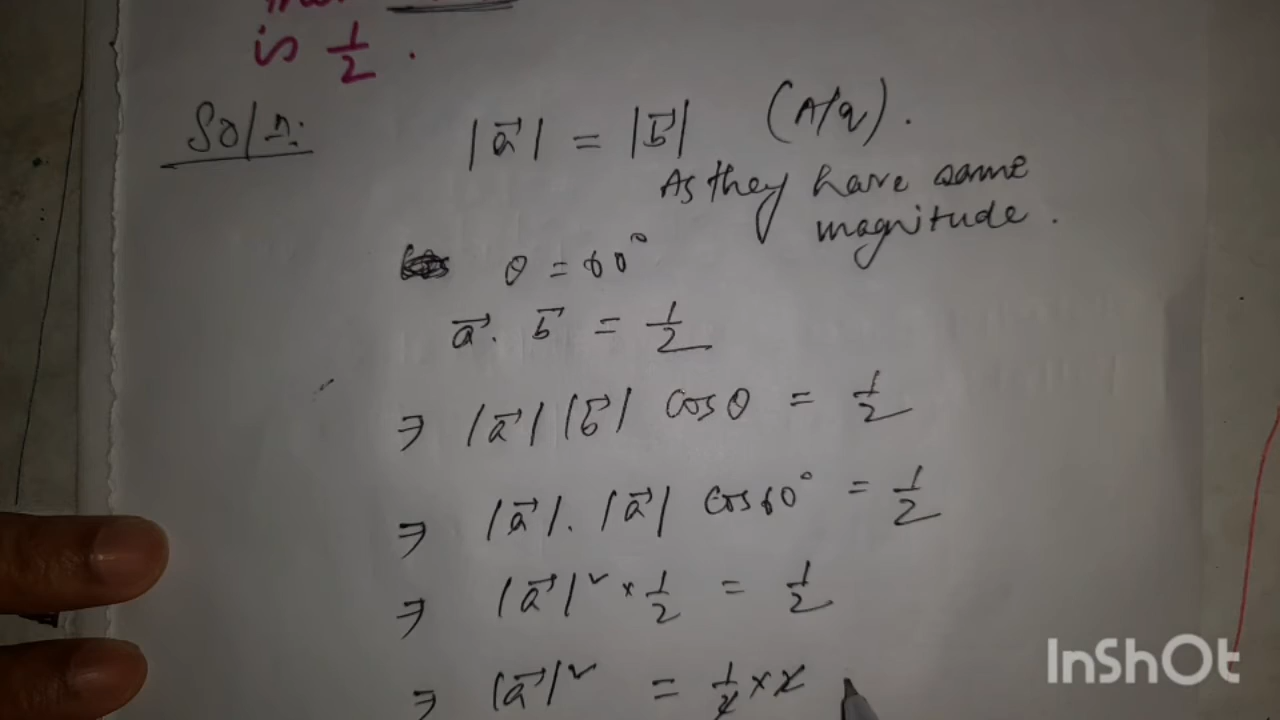 is 1/2 .
Soln:
|a⃗| = |b⃗| (A/q).
As they have same
magnitude.
θ = 60°
a⃗ . b⃗ = 1/2
⇒ |a⃗| |b⃗| cos θ = 1/2
⇒ |a⃗| . |a⃗| cos 60° = 1/2
⇒ |a⃗|² × 1/2 = 1/2
⇒ |a⃗|² = 1/2 × 2
InShOt